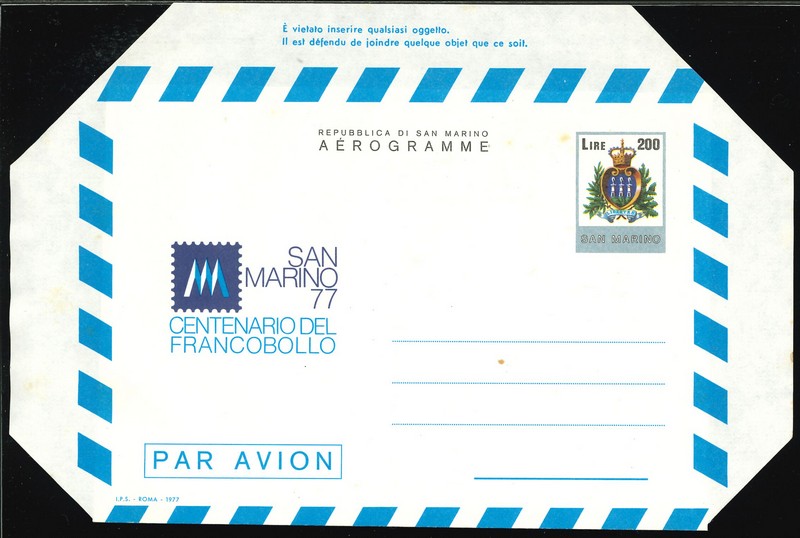 È vietato inserire qualsiasi oggetto.
Il est défendu de joindre quelque objet que ce soit.
REPUBBLICA DI SAN MARINO
AÉROGRAMME
LIRE 200
LIBERTAS
SAN MARINO
SAN
MARINO
77
CENTENARIO DEL
FRANCOBOLLO
PAR AVION
I.P.S. - ROMA - 1977